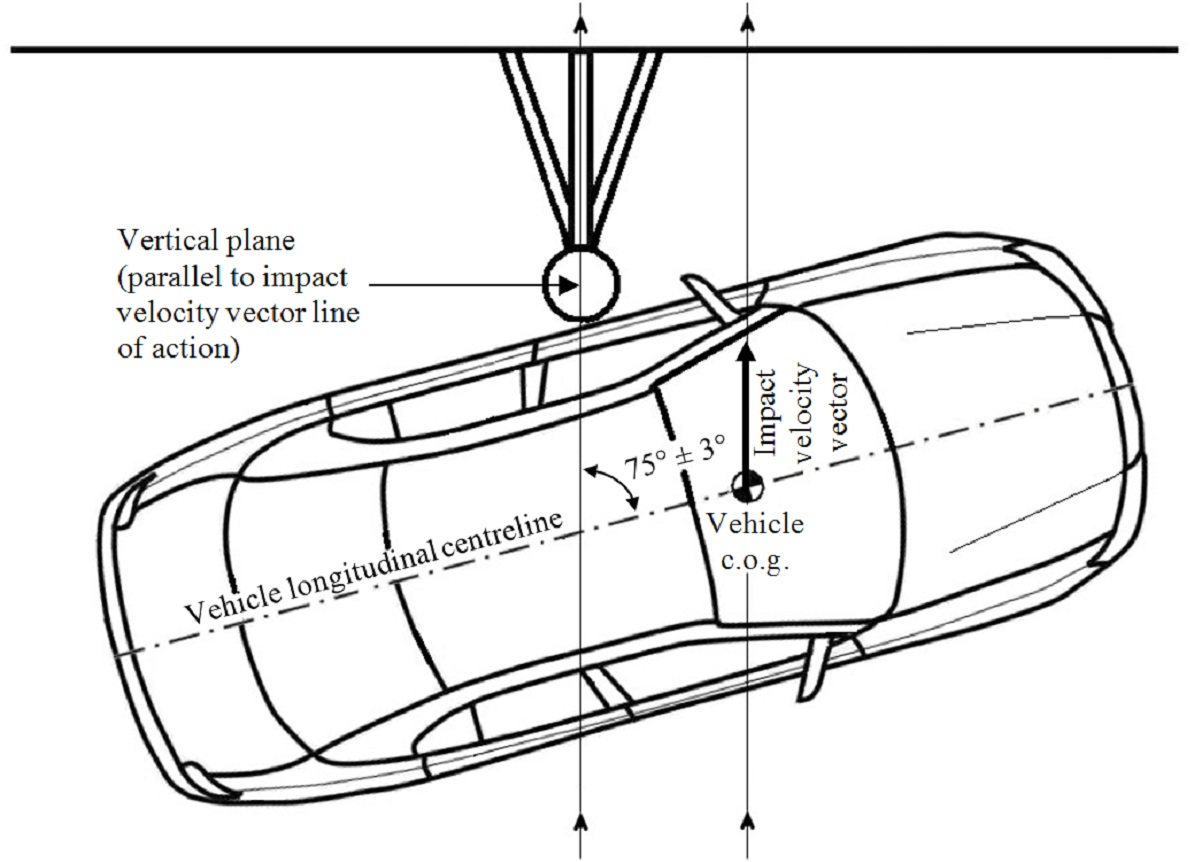 Vertical plane
(parallel to impact
velocity vector line
of action)
Impact
velocity
vector
75° ± 3°
Vehicle
c.o.g.
Vehicle longitudinal centreline